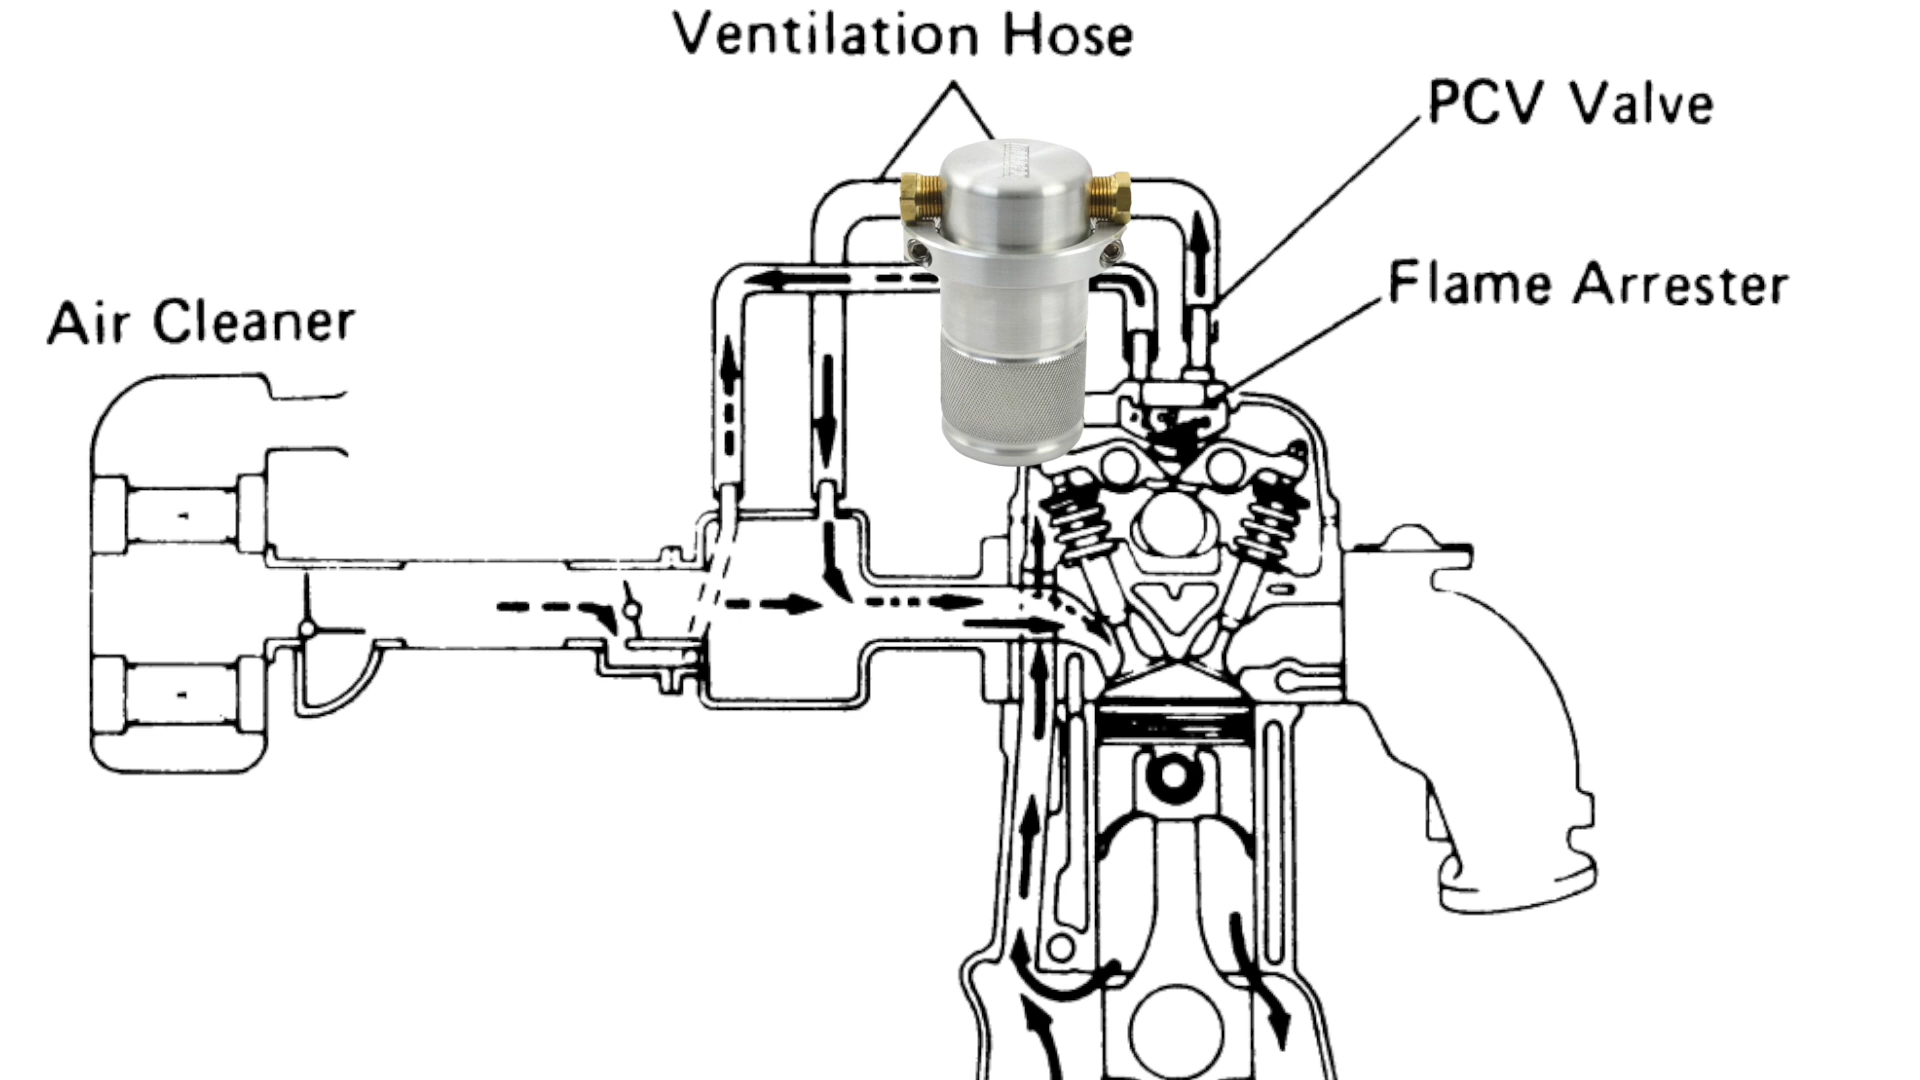 Ventilation Hose
PCV Valve
Flame Arrester
Air Cleaner